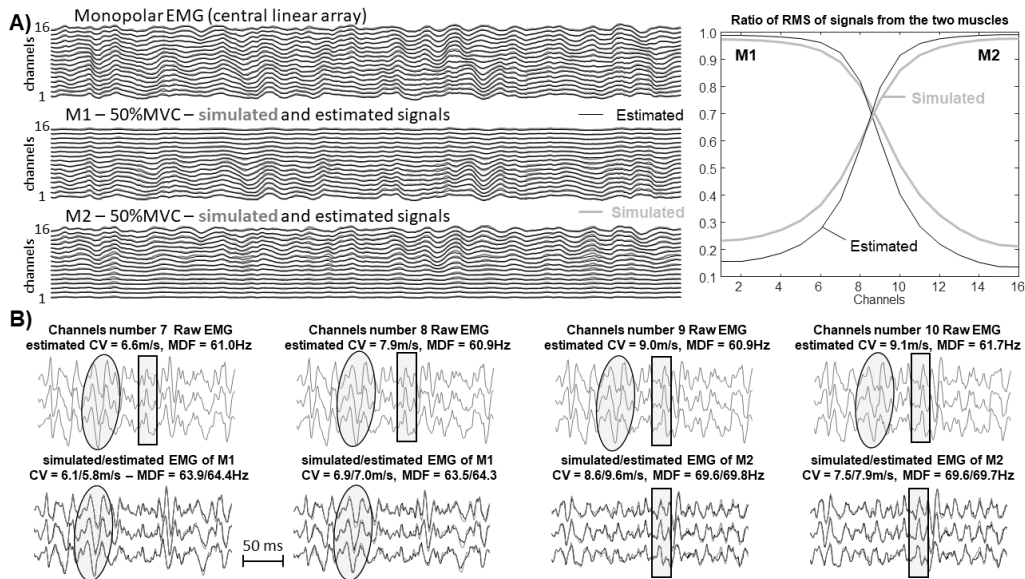 A)
Monopolar EMG (central linear array)
16
channels
1
M1 – 50%MVC – simulated and estimated signals
Estimated
16
channels
1
Simulated
M2 – 50%MVC – simulated and estimated signals
16
channels
1
Ratio of RMS of signals from the two muscles
1.0
0.9
0.8
0.7
0.6
0.5
0.4
0.3
0.2
0.1
M1
M2
Simulated
Estimated
2 4 6 8 10 12 14 16
Channels
B)
Channels number 7 Raw EMG
estimated CV = 6.6m/s, MDF = 61.0Hz
Channels number 8 Raw EMG
estimated CV = 7.9m/s, MDF = 60.9Hz
Channels number 9 Raw EMG
estimated CV = 9.0m/s, MDF = 60.9Hz
Channels number 10 Raw EMG
estimated CV = 9.1m/s, MDF = 61.7Hz
simulated/estimated EMG of M1
CV = 6.1/5.8m/s – MDF = 63.9/64.4Hz
simulated/estimated EMG of M1
CV = 6.9/7.0m/s, MDF = 63.5/64.3
simulated/estimated EMG of M2
CV = 8.6/9.6m/s, MDF = 69.6/69.8Hz
simulated/estimated EMG of M2
CV = 7.5/7.9m/s, MDF = 69.6/69.7Hz
50 ms